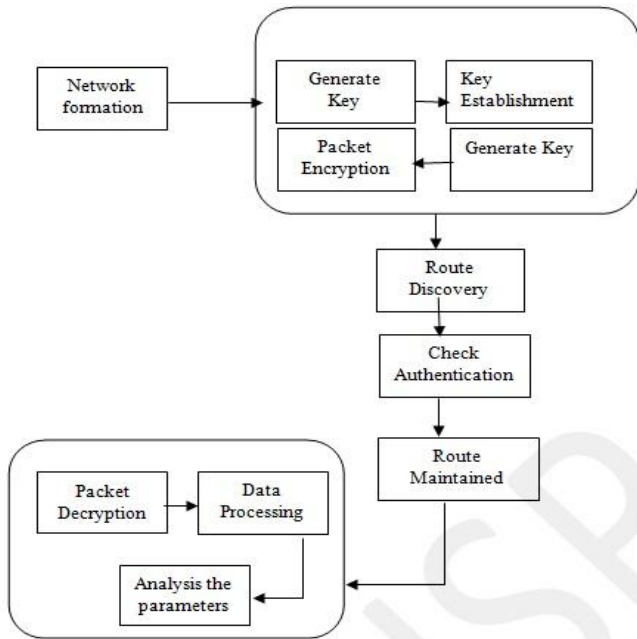 Network
formation
Generate
Key
Key
Establishment
Packet
Encryption
Generate Key
Route
Discovery
Check
Authentication
Route
Maintained
Packet
Decryption
Data
Processing
Analysis the
parameters